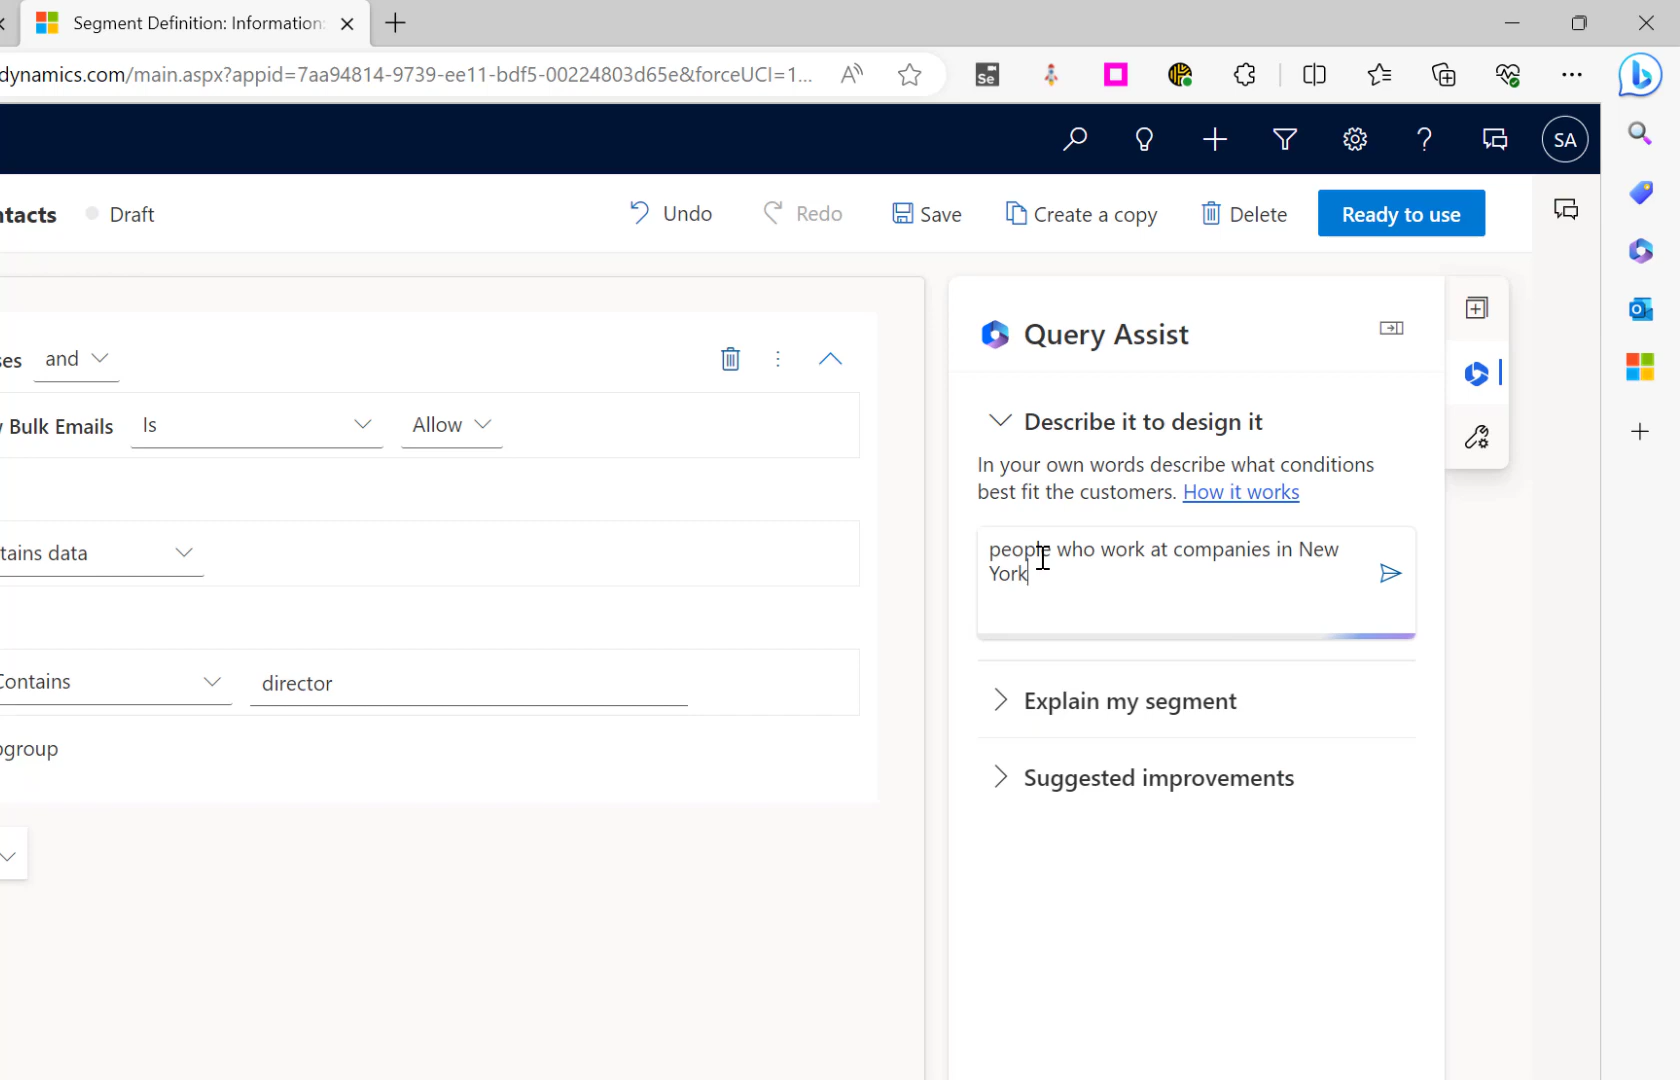 Segment Definition: Information:
dynamics.com/main.aspx?appid=7aa94814-9739-ee11-bdf5-00224803d65e&forceUCI=1...
Se
SA
ntacts Draft Undo Redo Save Create a copy Delete Ready to use
Query Assist
ses and
Describe it to design it
Bulk Emails Is Allow
In your own words describe what conditions
best fit the customers. How it works
tains data
people who work at companies in New
York
Contains director
Explain my segment
bgroup
Suggested improvements